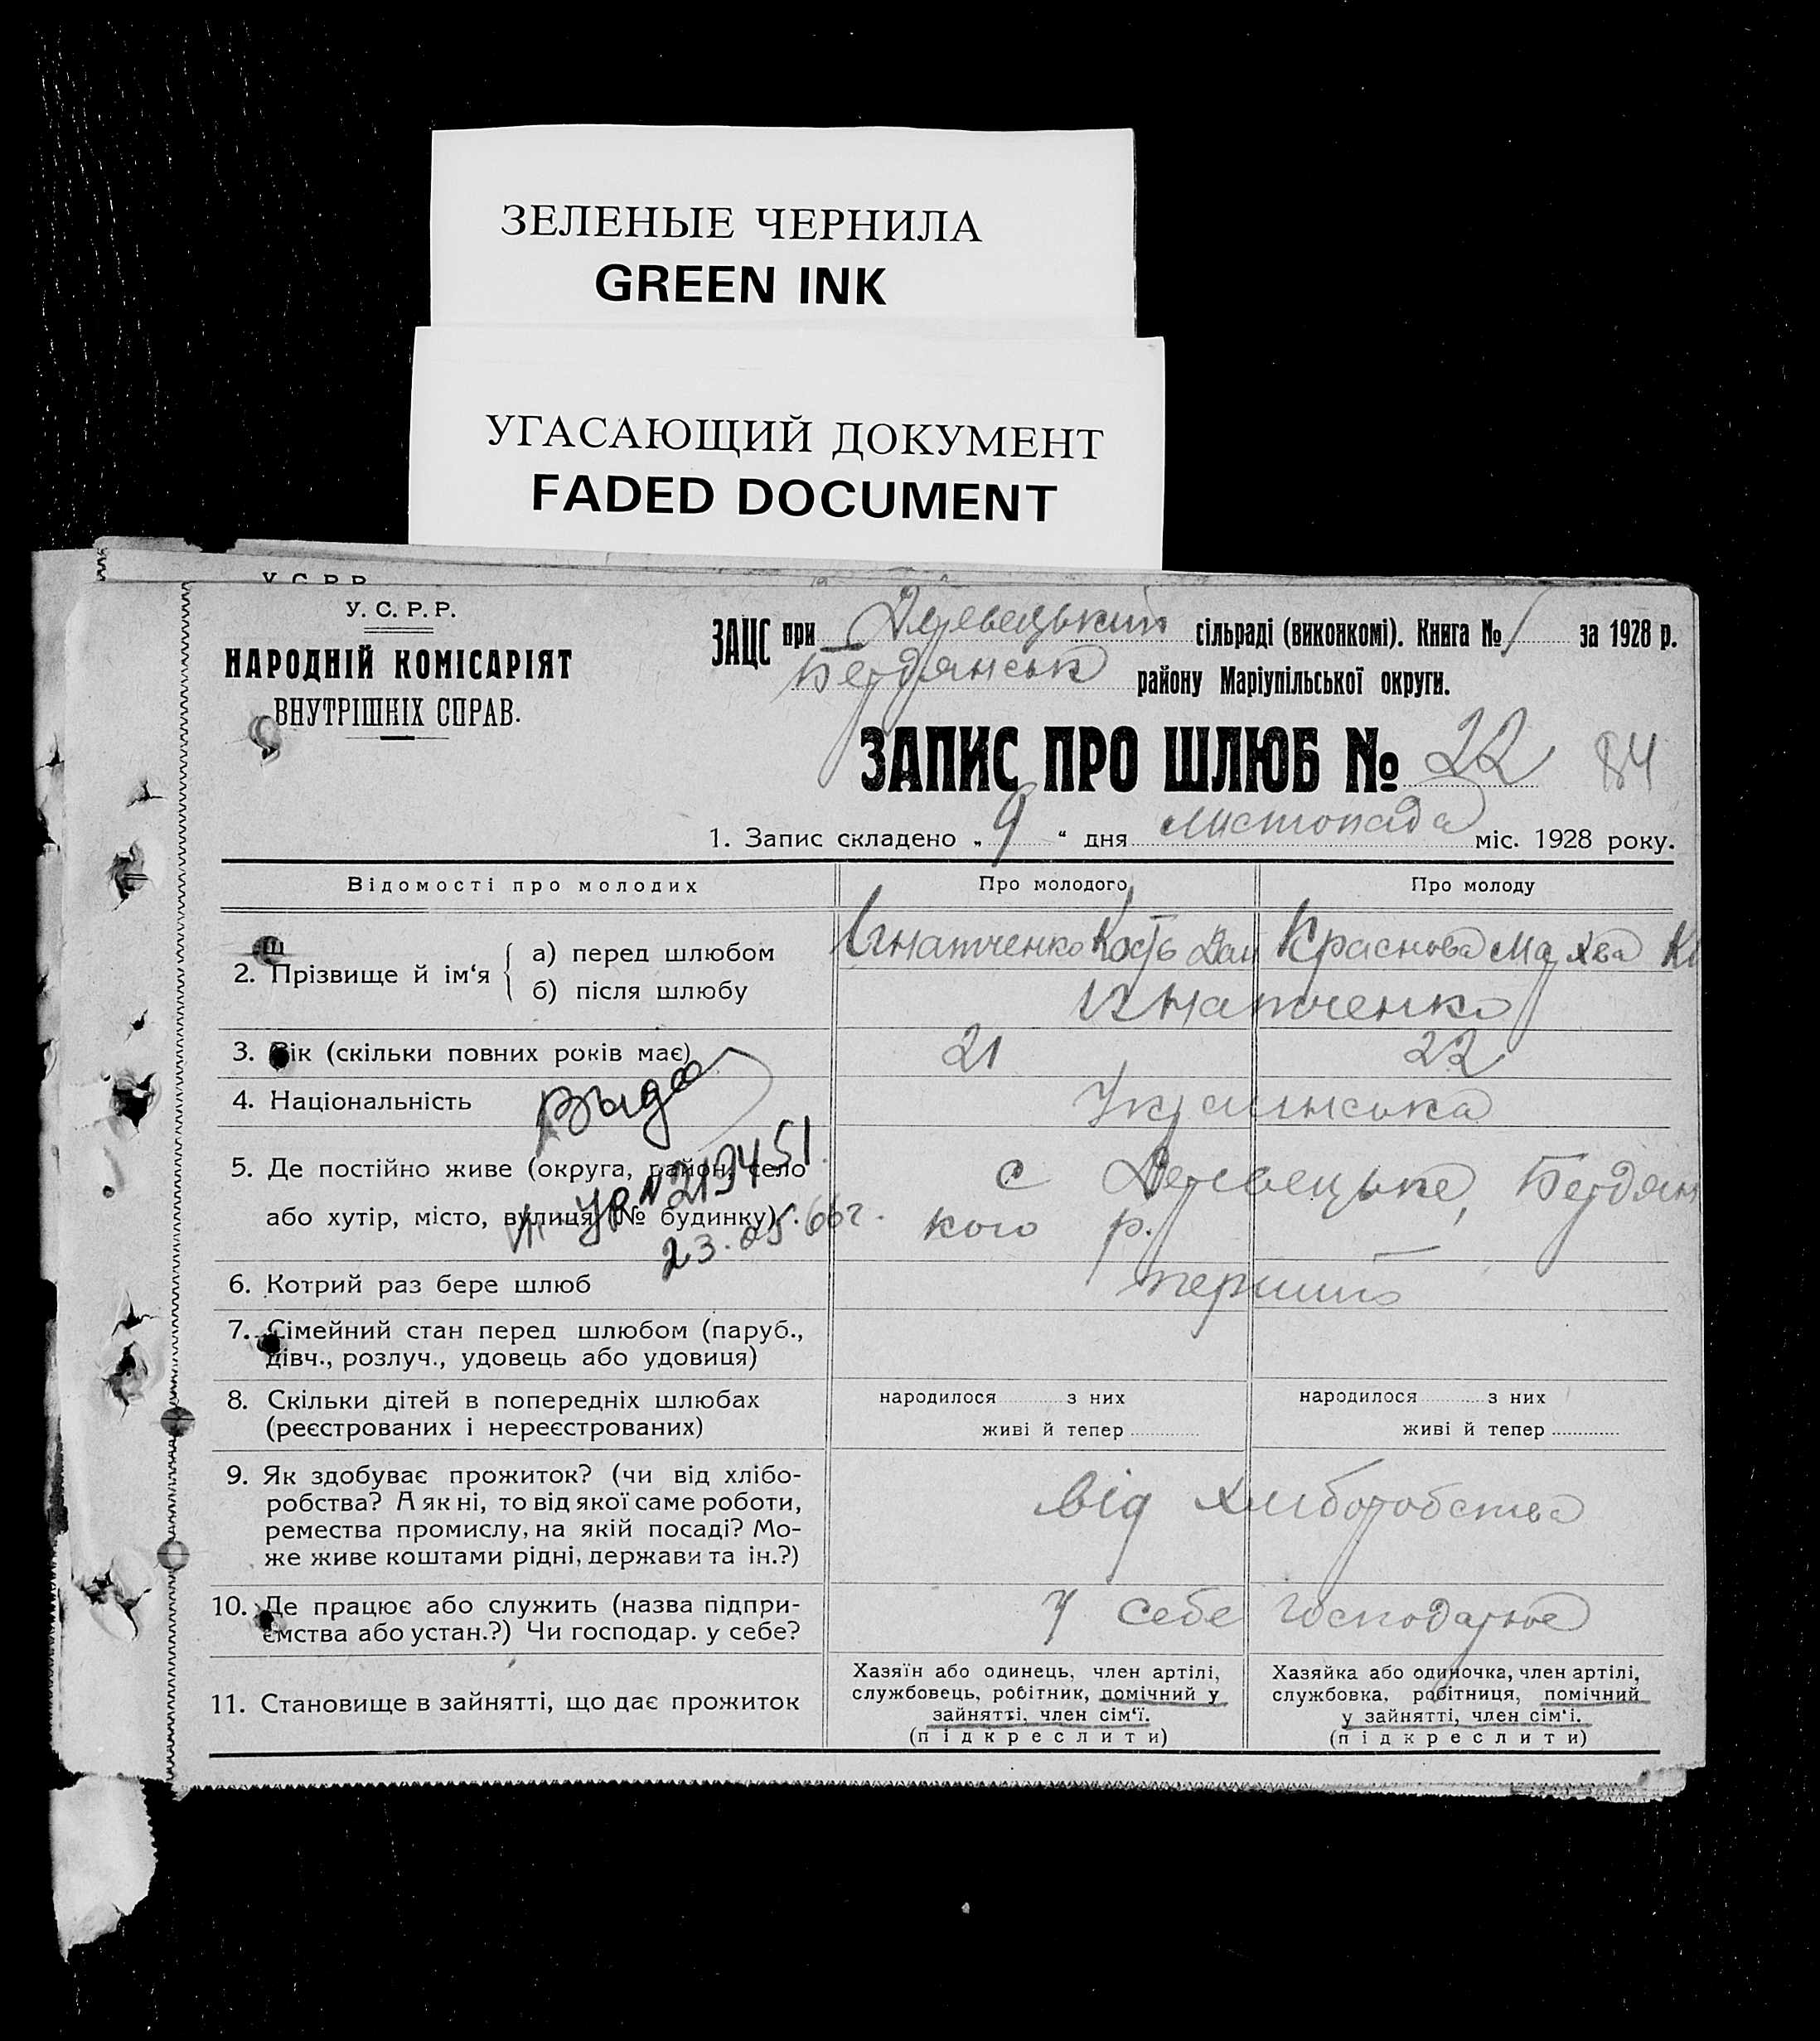 ЗЕЛЕНЫЕ ЧЕРНИЛА
GREEN INK
УГАСАЮЩИЙ ДОКУМЕНТ
FADED DOCUMENT
У. С. Р. Р.
У. С. Р. Р.
НАРОДНІЙ КОМІСАРІЯТ
ВНУТРІШНІХ СПРАВ.
ЗАЦС при Дерьвецький сільраді (виконкомі). Книга № 1 за 1928 р.
Бердянськ району Маріупільської округи.
ЗАПИС ПРО ШЛЮБ № 22 84
1. Запис складено „ 9 “ дня листопада міс. 1928 року.
Відомості про молодих Про молодого Про молоду
2. Прізвище й ім‘я а) перед шлюбом Ігнатченко Кость Дан Краснова
б) після шлюбу Игнатченко
3. Вік (скільки повних років має) 21 22
4. Національність Українська
5. Де постійно живе (округа, район, село с Дерьвецьке, Бердянс
або хутір, місто, вулиця, № будинку). кого р.
23.05.66 г.
6. Котрий раз бере шлюб перший
7. Сімейний стан перед шлюбом (паруб.,
дівч., розлуч., удовець або удовиця)
8. Скільки дітей в попередніх шлюбах народилося з них народилося з них
(реєстрованих і нереєстрованих) живі й тепер живі й тепер
9. Як здобуває прожиток? (чи від хлібо-
робства? А як ні, то від якої саме роботи, від хліборобства
ремества промислу, на якій посаді? Мо-
же живе коштами рідні, держави та ін.?)
10. Де працює або служить (назва підпри- У себе господарює
ємства або устан.?) Чи господар. у себе?
11. Становище в зайнятті, що дає прожиток
Хазяїн або одинець, член артілі,
службовець, робітник, помічний у
зайнятті, член сім‘ї.
(підкреслити)
Хазяйка або одиночка, член артілі,
службовка, робітниця, помічний
у зайнятті, член сім‘і.
(підкреслити)